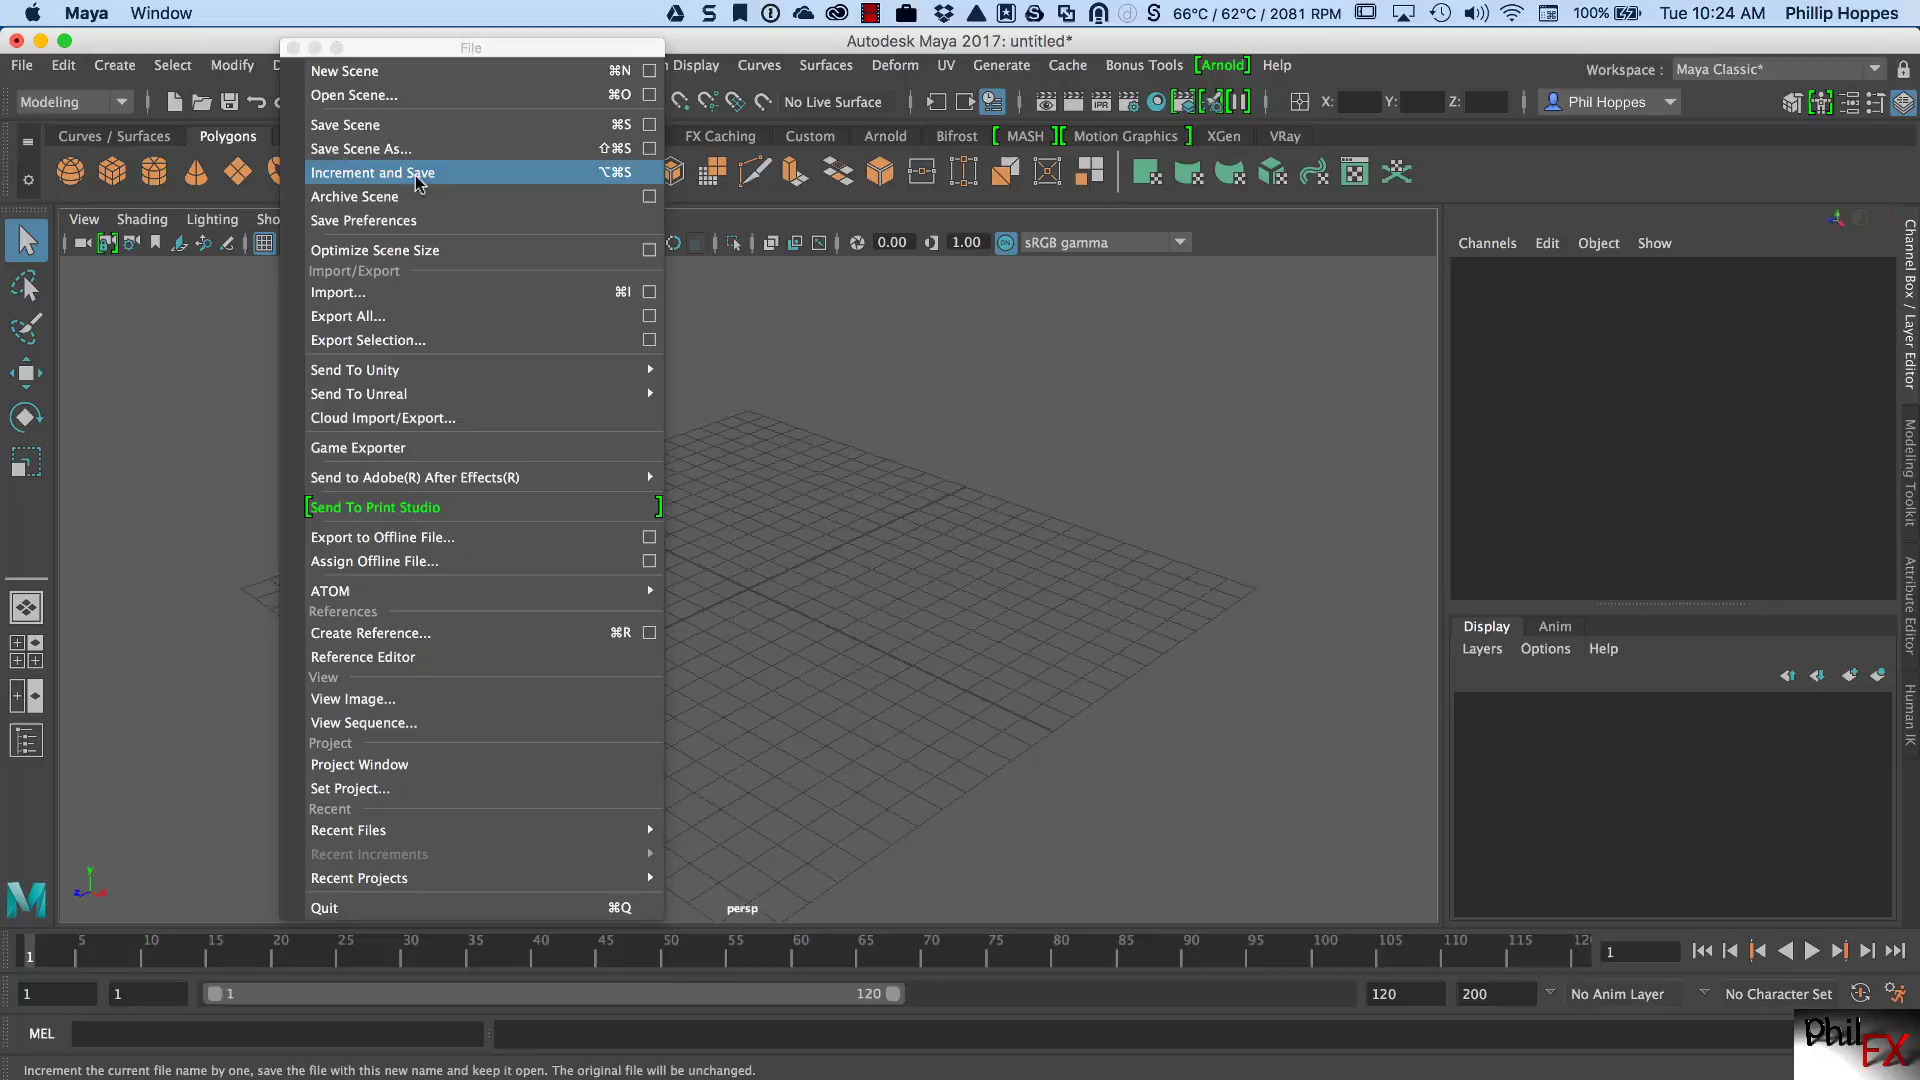 Maya Window 66°C / 62°C / 2081 RPM 100% Tue 10:24 AM Phillip Hoppes
Autodesk Maya 2017: untitled*
File Edit Create Select Modify D Display Curves Surfaces Deform UV Generate Cache Bonus Tools [Arnold] Help
Workspace : Maya Classic*
Modeling No Live Surface X: Y: Z: Phil Hoppes
Curves / Surfaces Polygons FX Caching Custom Arnold Bifrost [ MASH ][ Motion Graphics ] XGen VRay
View Shading Lighting Sho
0.00 1.00 ON sRGB gamma
IPR
File
New Scene ⌘N
Open Scene... ⌘O
Save Scene ⌘S
Save Scene As... ⇧⌘S
Increment and Save ⌥⌘S
Archive Scene
Save Preferences
Optimize Scene Size
Import/Export
Import... ⌘I
Export All...
Export Selection...
Send To Unity
Send To Unreal
Cloud Import/Export...
Game Exporter
Send to Adobe(R) After Effects(R)
[Send To Print Studio ]
Export to Offline File...
Assign Offline File...
ATOM
References
Create Reference... ⌘R
Reference Editor
View
View Image...
View Sequence...
Project
Project Window
Set Project...
Recent
Recent Files
Recent Increments
Recent Projects
Quit ⌘Q
y
z x
persp
Channels Edit Object Show
Display Anim
Layers Options Help
Channel Box / Layer Editor
Modeling Toolkit
Attribute Editor
Human IK
1 5 10 15 20 25 30 35 40 45 50 55 60 65 70 75 80 85 90 95 100 105 110 115 12
1
1 1 1 120 120 200 No Anim Layer No Character Set
MEL
Phil
FX
Increment the current file name by one, save the file with this new name and keep it open. The original file will be unchanged.